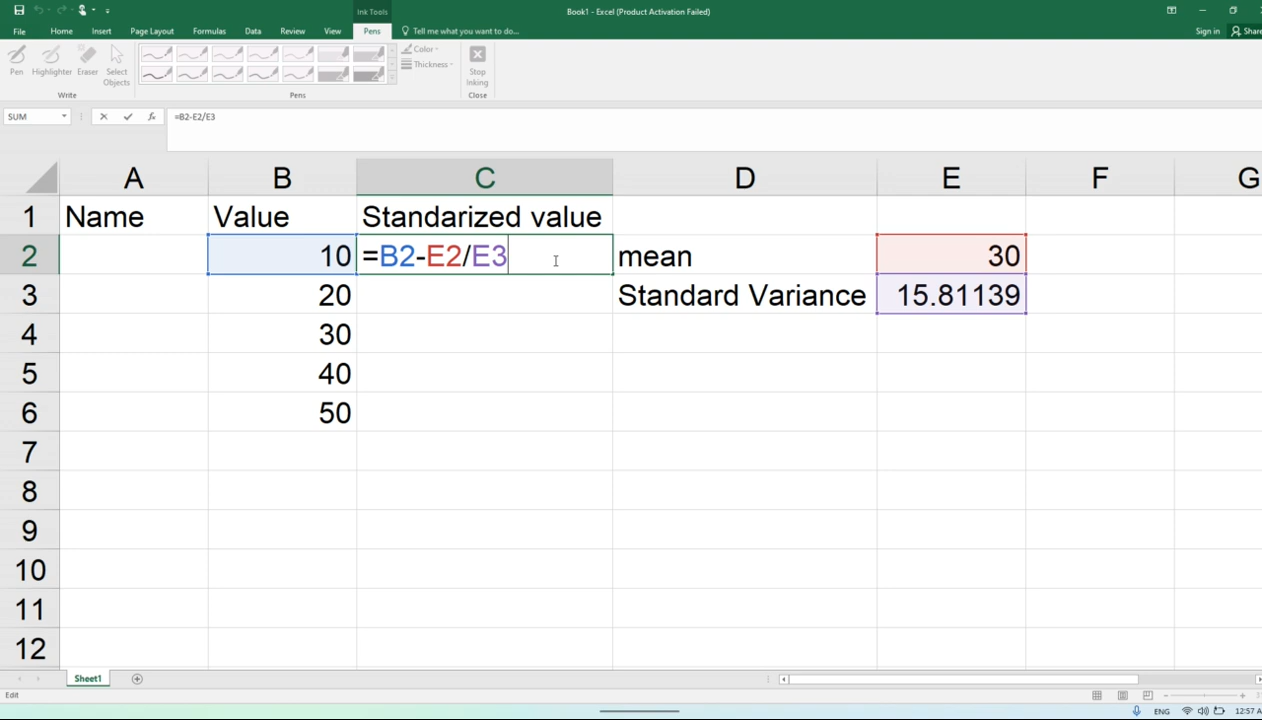 Ink Tools
Book1 - Excel (Product Activation Failed)
File Home Insert Page Layout Formulas Data Review View Pens Tell me what you want to do... Sign in Share
Pen Highlighter Eraser Select Objects
Color
Thickness
Stop Inking
Write Pens Close
SUM fx =B2-E2/E3
A B C D E F G
1 Name Value Standarized value
2 10 =B2-E2/E3 mean 30
3 20 Standard Variance 15.81139
4 30
5 40
6 50
7
8
9
10
11
12
Sheet1
Edit
ENG 12:57